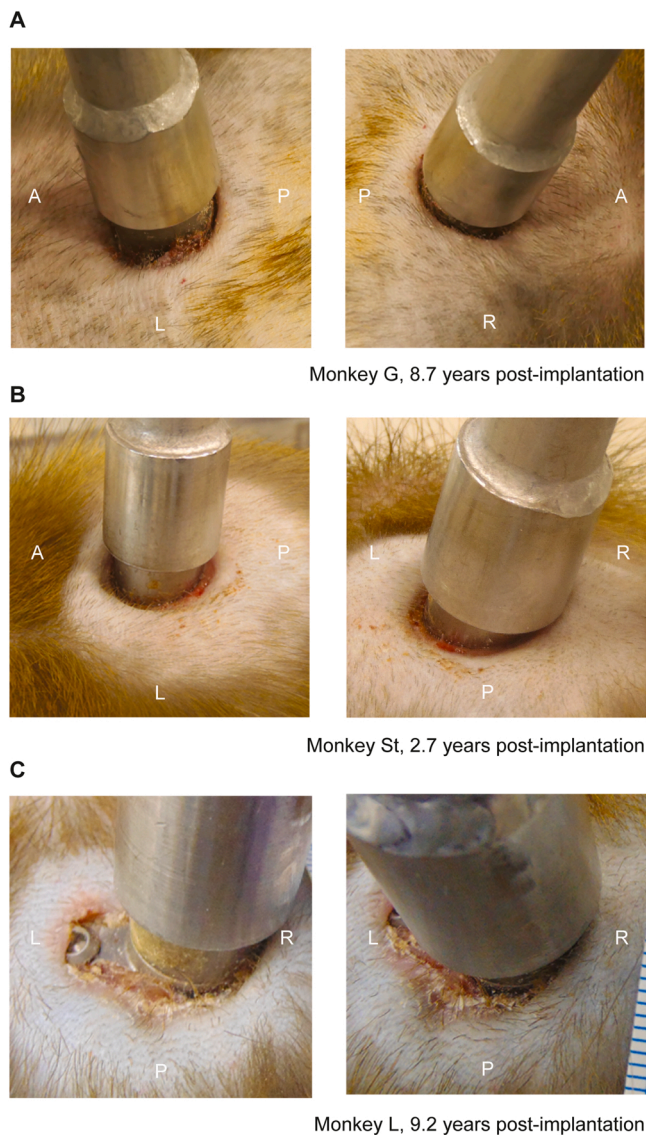 A
A P P A
L R
Monkey G, 8.7 years post-implantation
B
A P L R
L P
Monkey St, 2.7 years post-implantation
C
L R L R
P P
Monkey L, 9.2 years post-implantation